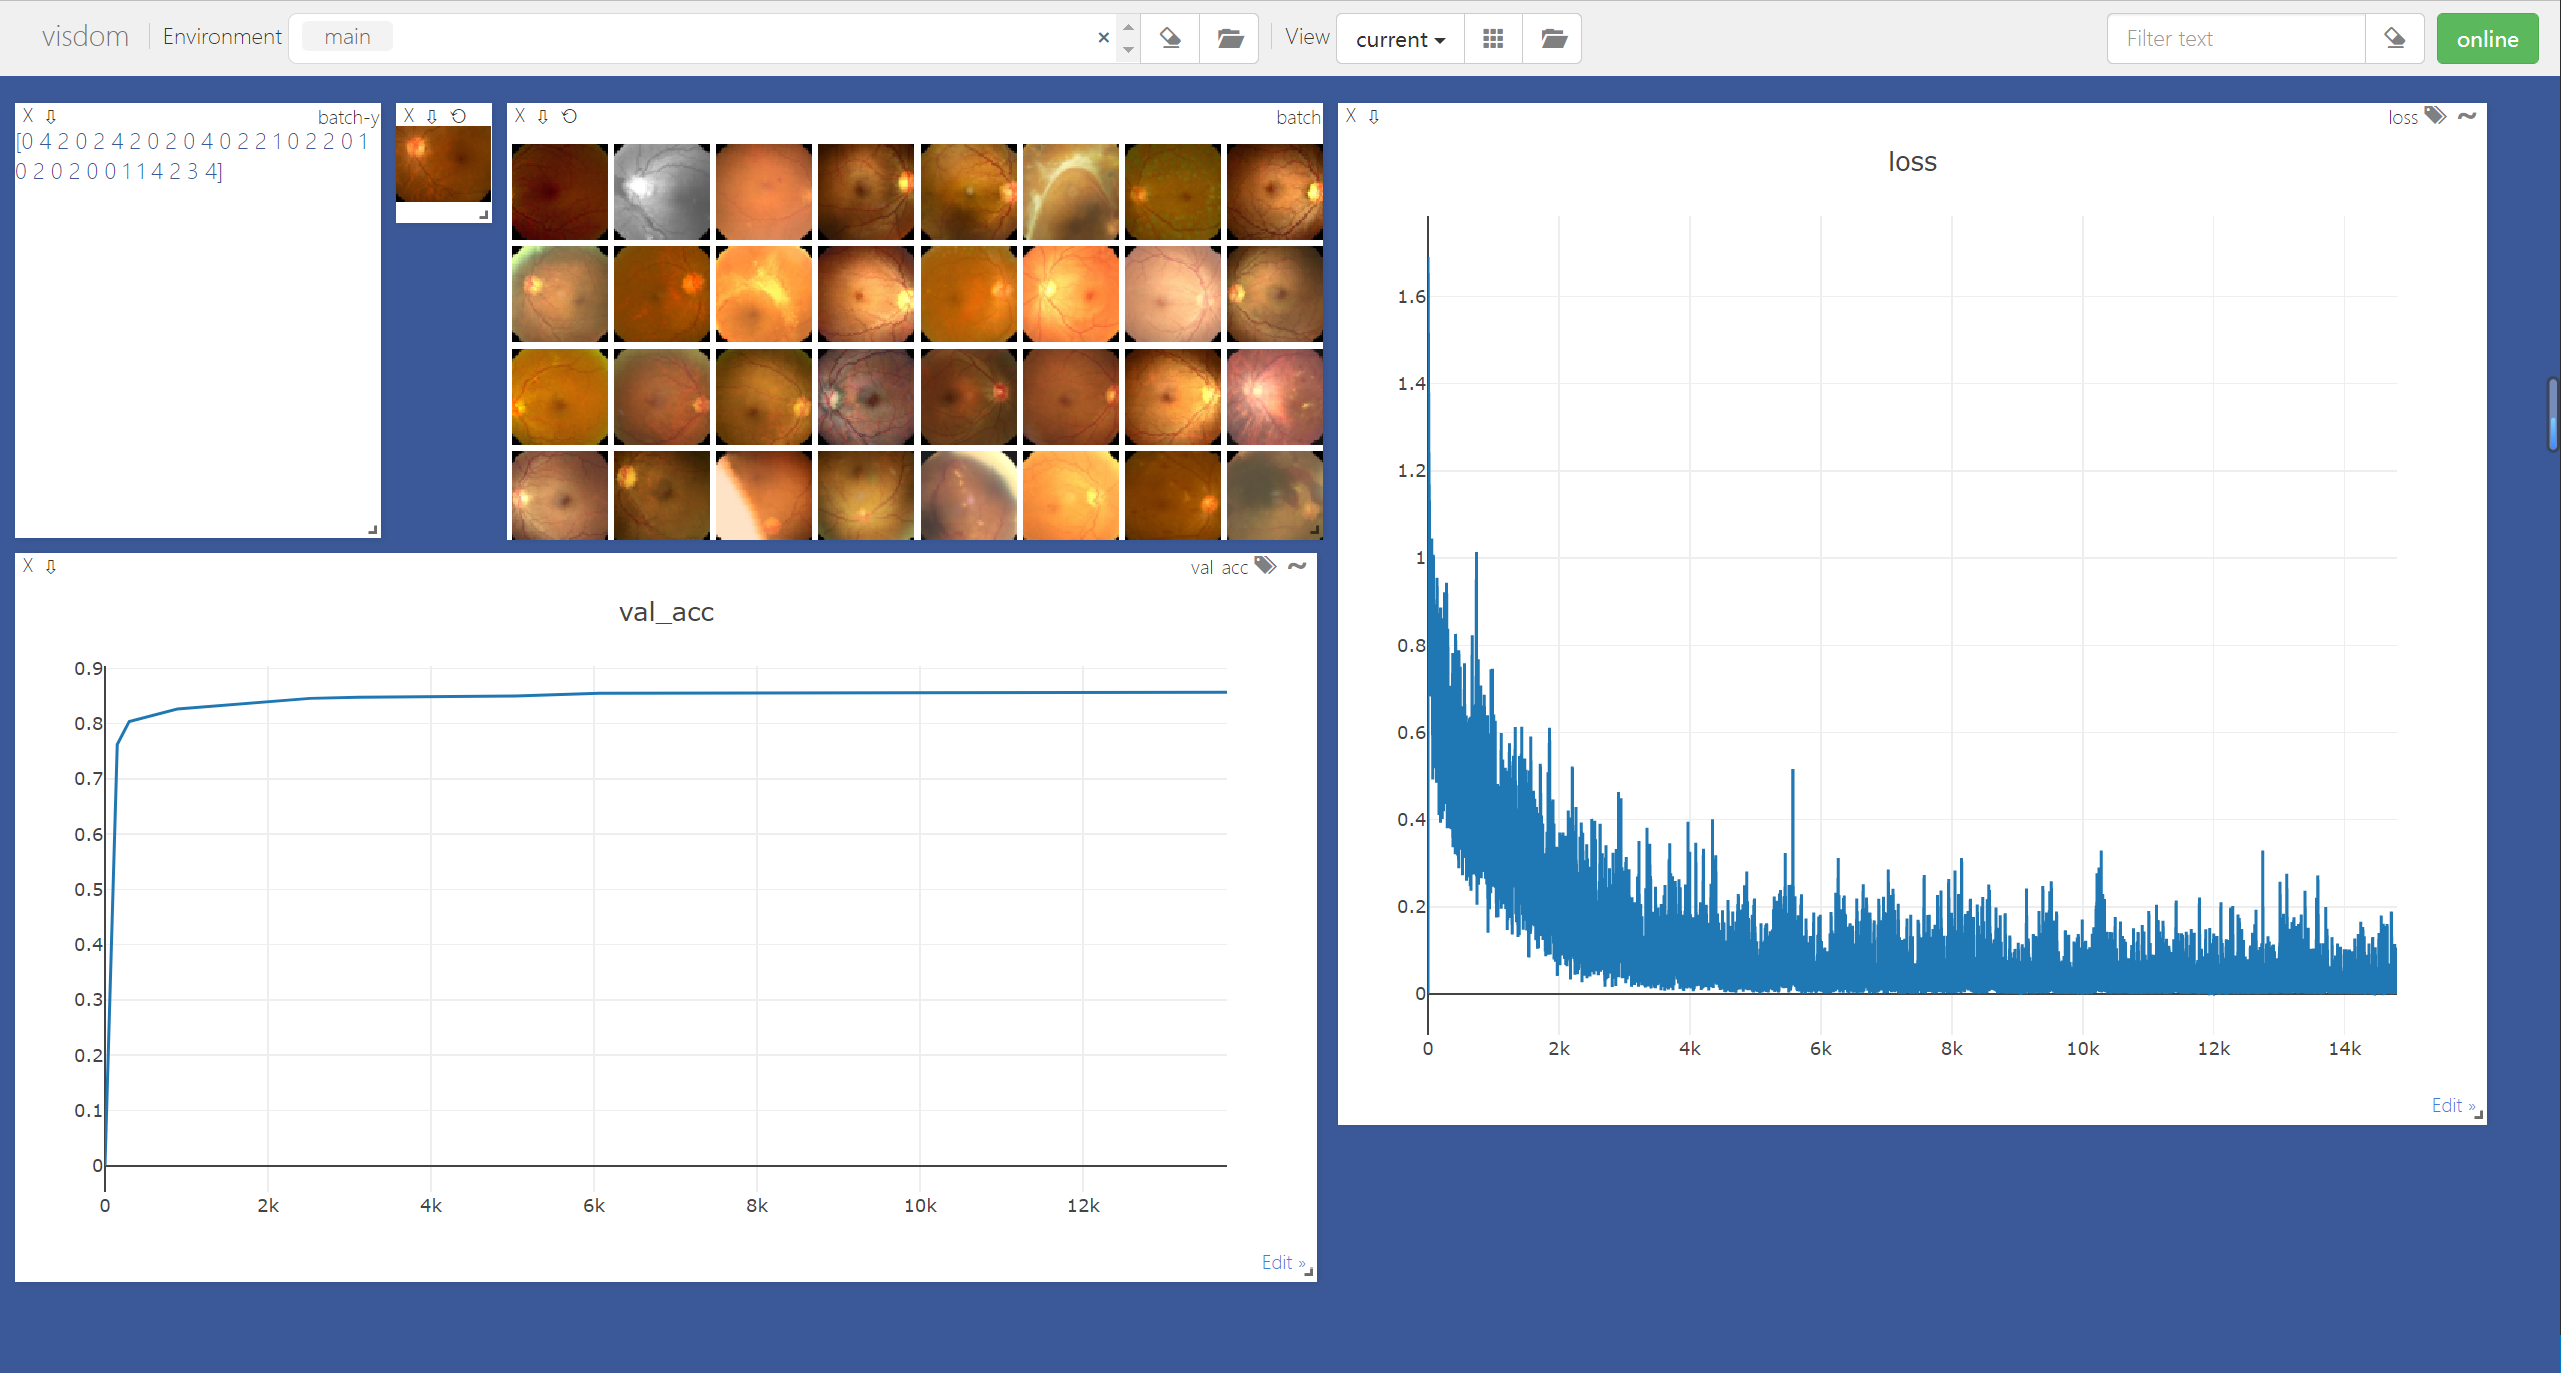 visdom Environment main × View current Filter text online
X batch-y
[0 4 2 0 2 4 2 0 2 0 4 0 2 2 1 0 2 2 0 1
0 2 0 2 0 0 1 1 4 2 3 4]
X
X batch
X loss
loss
1.6
1.4
1.2
1
0.8
0.6
0.4
0.2
0
0 2k 4k 6k 8k 10k 12k 14k
Edit »
X val_acc
val_acc
0.9
0.8
0.7
0.6
0.5
0.4
0.3
0.2
0.1
0
0 2k 4k 6k 8k 10k 12k
Edit »